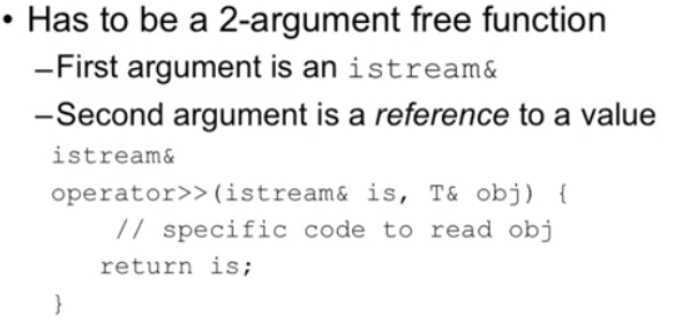 • Has to be a 2-argument free function
–First argument is an istream&
–Second argument is a reference to a value
istream&
operator>>(istream& is, T& obj) {
// specific code to read obj
return is;
}